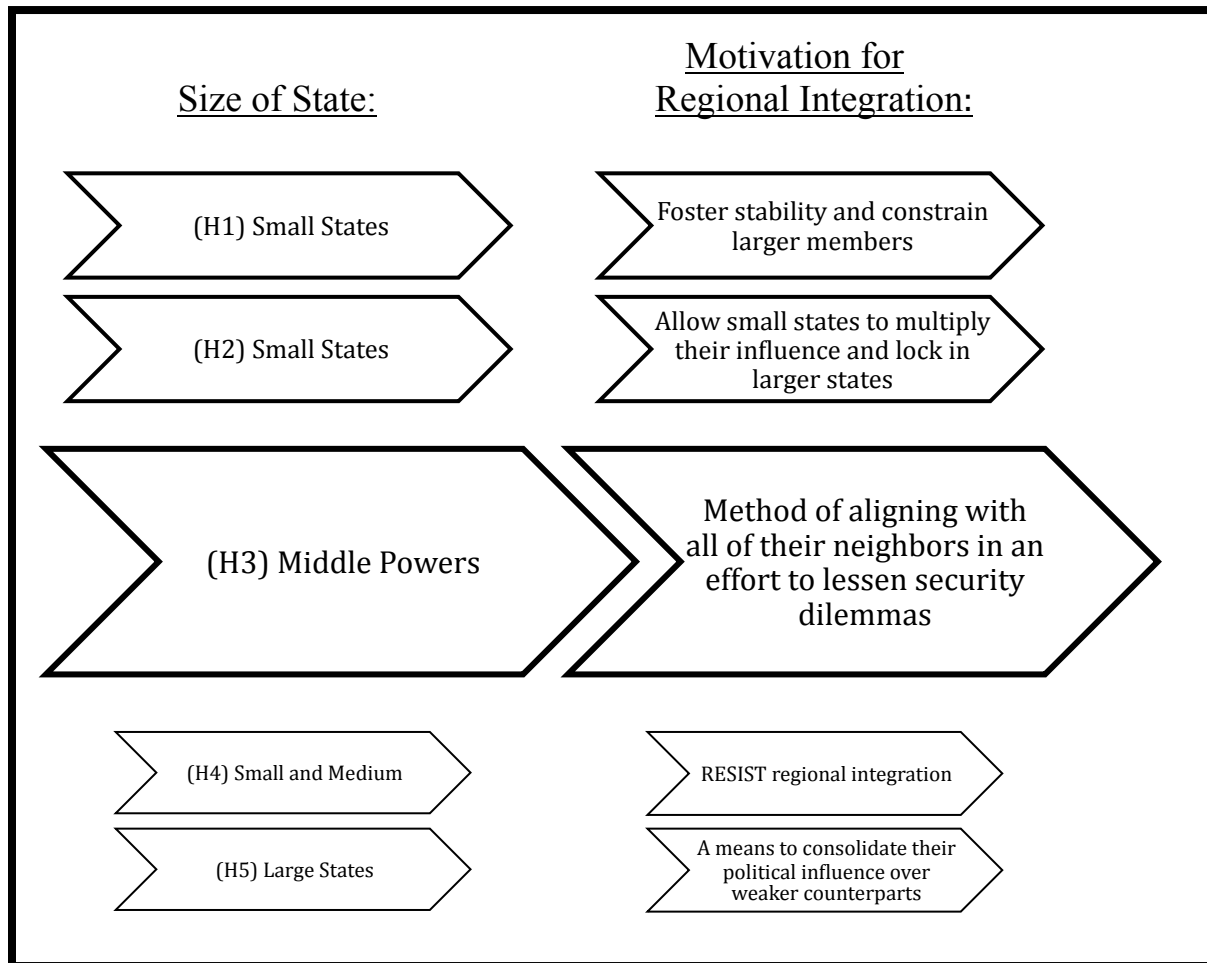 Size of State:
Motivation for
Regional Integration:
(H1) Small States
Foster stability and constrain
larger members
(H2) Small States
Allow small states to multiply
their influence and lock in
larger states
(H3) Middle Powers
Method of aligning with
all of their neighbors in an
effort to lessen security
dilemmas
(H4) Small and Medium
RESIST regional integration
(H5) Large States
A means to consolidate their
political influence over
weaker counterparts